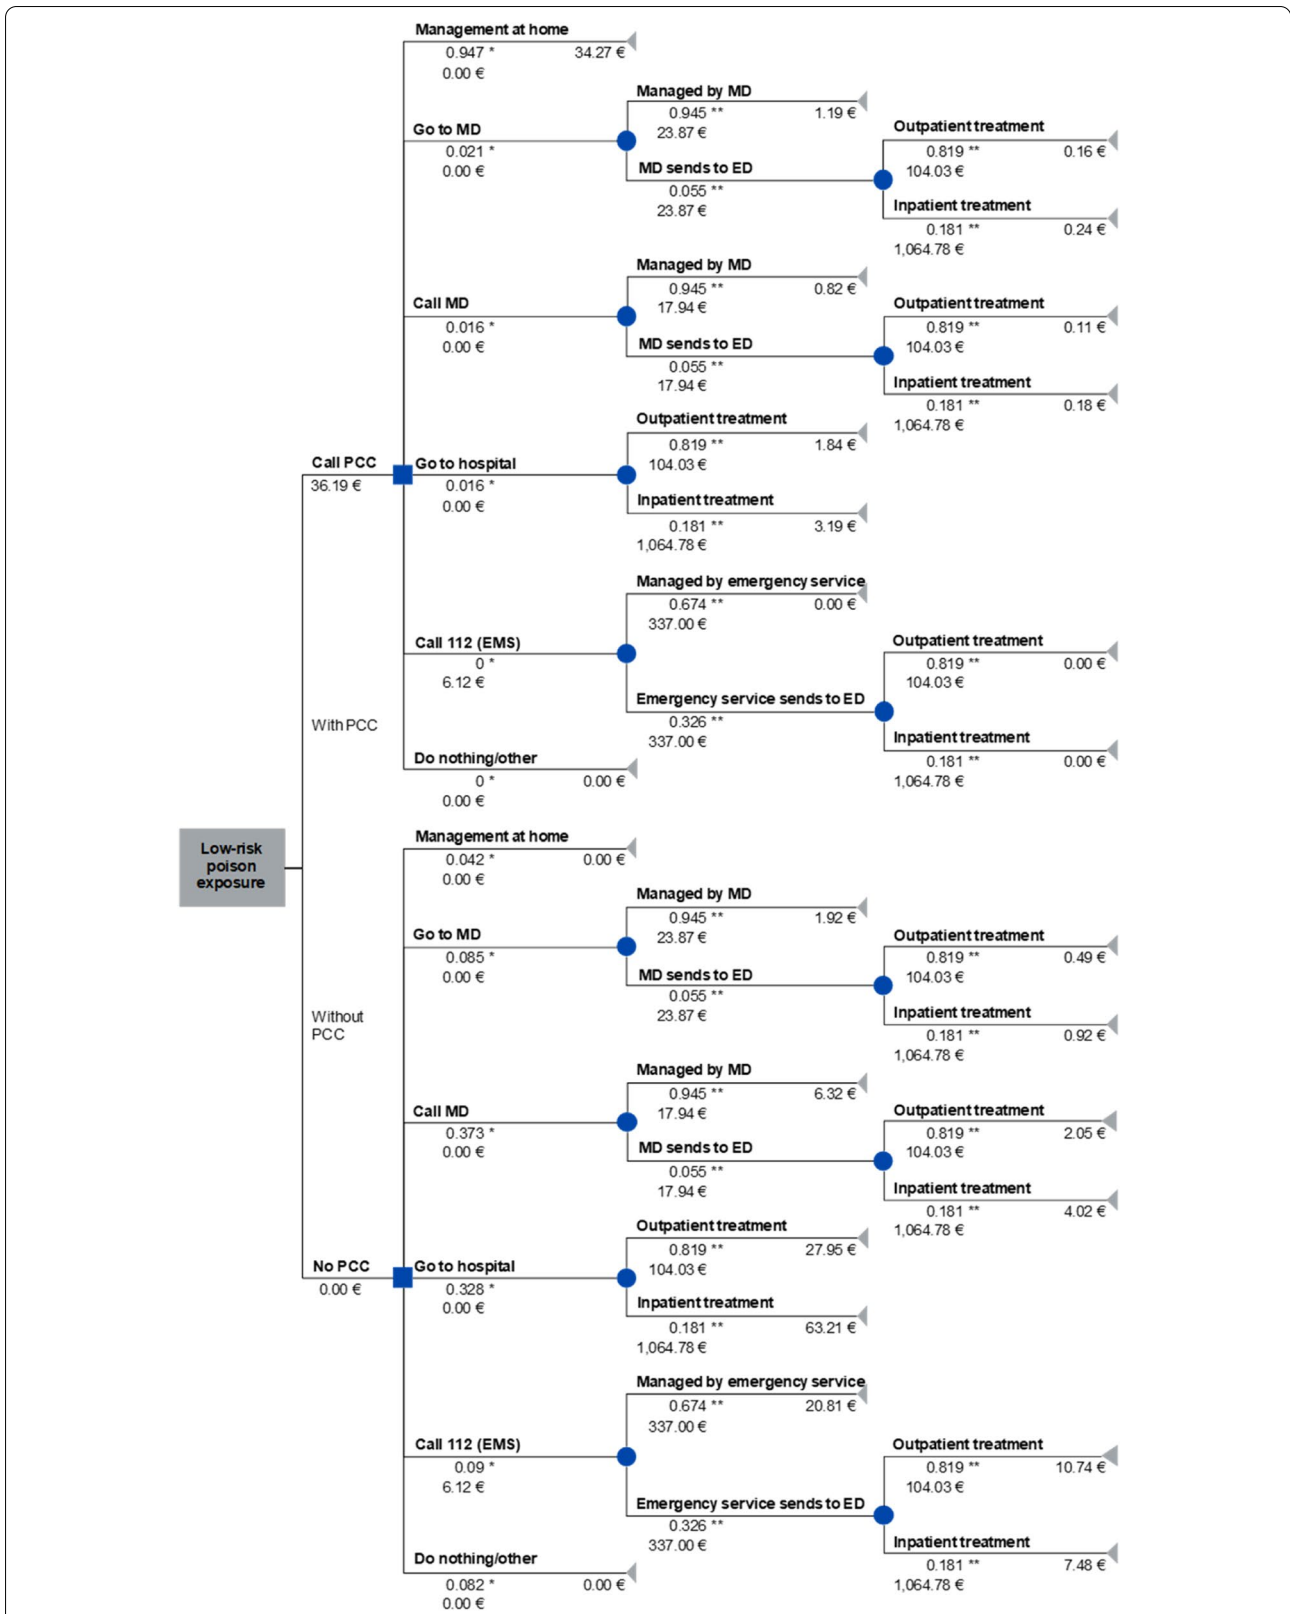 Management at home
0.947 * 34.27 €
0.00 €
Managed by MD
0.945 ** 1.19 €
23.87 €
Go to MD
0.021 *
0.00 €
Outpatient treatment
0.819 ** 0.16 €
104.03 €
MD sends to ED
0.055 **
23.87 €
Inpatient treatment
0.181 ** 0.24 €
1,064.78 €
Managed by MD
0.945 ** 0.82 €
17.94 €
Call MD
0.016 *
0.00 €
Outpatient treatment
0.819 ** 0.11 €
104.03 €
MD sends to ED
0.055 **
17.94 €
Inpatient treatment
0.181 ** 0.18 €
1,064.78 €
Outpatient treatment
0.819 ** 1.84 €
104.03 €
Call PCC
36.19 €
Go to hospital
0.016 *
0.00 €
Inpatient treatment
0.181 ** 3.19 €
1,064.78 €
Managed by emergency service
0.674 ** 0.00 €
337.00 €
Call 112 (EMS)
0 *
6.12 €
Outpatient treatment
0.819 ** 0.00 €
104.03 €
Emergency service sends to ED
0.326 **
337.00 €
Inpatient treatment
0.181 ** 0.00 €
1,064.78 €
With PCC
Do nothing/other
0 * 0.00 €
0.00 €
Low-risk
poison
exposure
Management at home
0.042 * 0.00 €
0.00 €
Managed by MD
0.945 ** 1.92 €
23.87 €
Go to MD
0.085 *
0.00 €
Outpatient treatment
0.819 ** 0.49 €
104.03 €
MD sends to ED
0.055 **
23.87 €
Inpatient treatment
0.181 ** 0.92 €
1,064.78 €
Without
PCC
Managed by MD
0.945 ** 6.32 €
17.94 €
Call MD
0.373 *
0.00 €
Outpatient treatment
0.819 ** 2.05 €
104.03 €
MD sends to ED
0.055 **
17.94 €
Inpatient treatment
0.181 ** 4.02 €
1,064.78 €
Outpatient treatment
0.819 ** 27.95 €
104.03 €
No PCC
0.00 €
Go to hospital
0.328 *
0.00 €
Inpatient treatment
0.181 ** 63.21 €
1,064.78 €
Managed by emergency service
0.674 ** 20.81 €
337.00 €
Call 112 (EMS)
0.09 *
6.12 €
Outpatient treatment
0.819 ** 10.74 €
104.03 €
Emergency service sends to ED
0.326 **
337.00 €
Inpatient treatment
0.181 ** 7.48 €
1,064.78 €
Do nothing/other
0.082 * 0.00 €
0.00 €